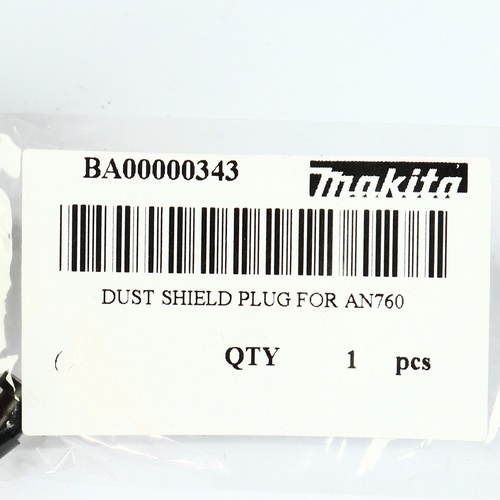 BA00000343 makita
DUST SHIELD PLUG FOR AN760
( QTY 1 pcs